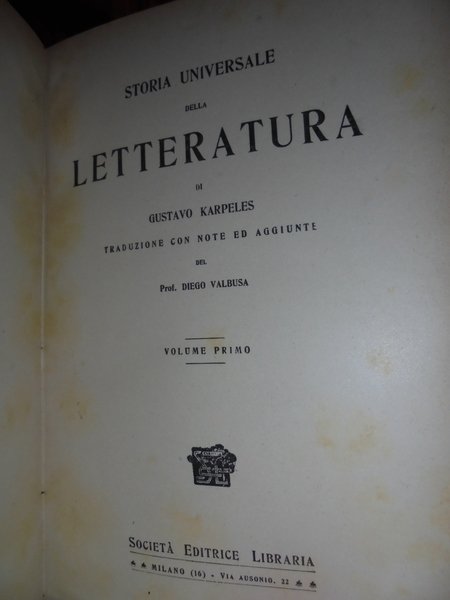 STORIA UNIVERSALE
DELLA
LETTERATURA
DI
GUSTAVO KARPELES
TRADUZIONE CON NOTE ED AGGIUNTE
DEL
Prof. DIEGO VALBUSA
VOLUME PRIMO
SOCIETÀ EDITRICE LIBRARIA
MILANO (16) - VIA AUSONIO, 22